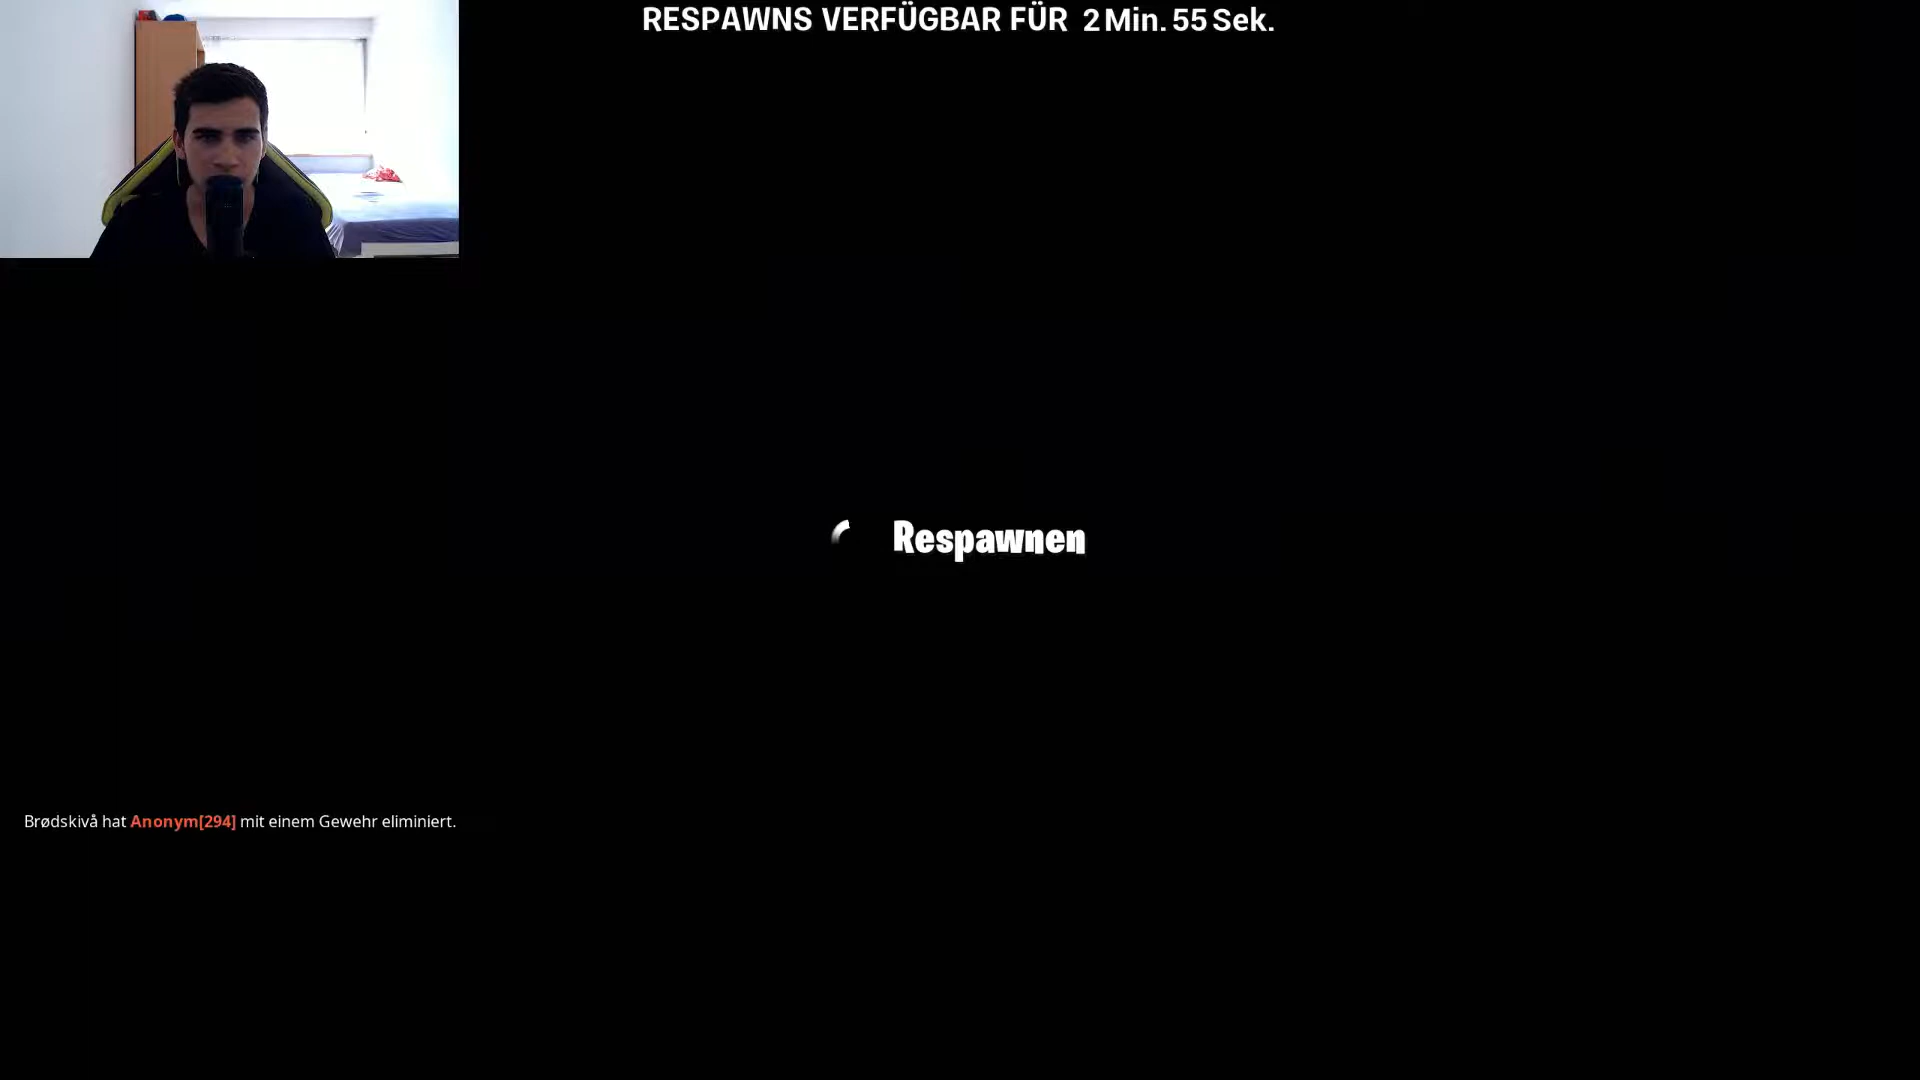 RESPAWNS VERFÜGBAR FÜR 2 Min. 55 Sek.
Respawnen
Brødskivå hat Anonym[294] mit einem Gewehr eliminiert.